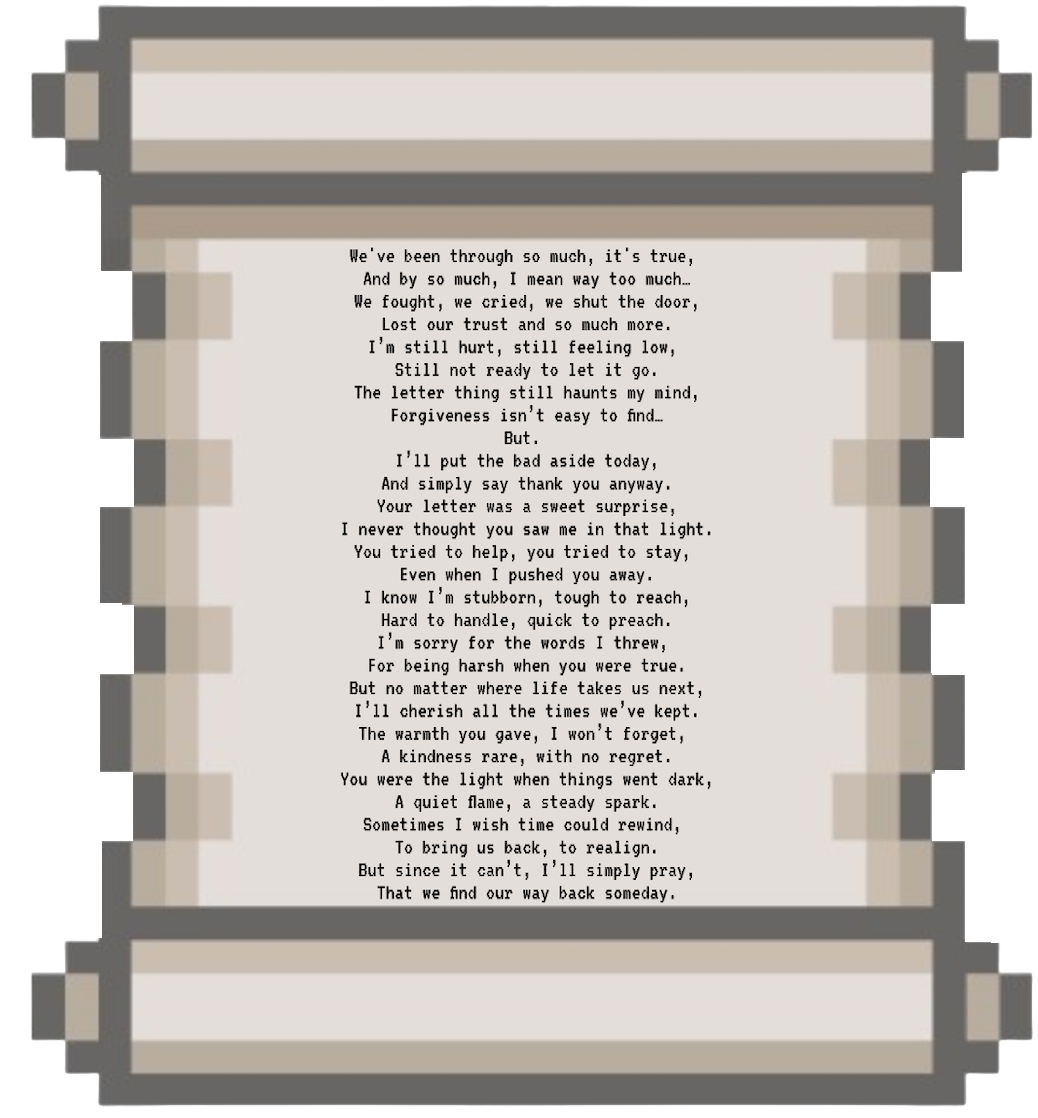 We've been through so much, it's true,
And by so much, I mean way too much…
We fought, we cried, we shut the door,
Lost our trust and so much more.
I’m still hurt, still feeling low,
Still not ready to let it go.
The letter thing still haunts my mind,
Forgiveness isn’t easy to find…
But.
I’ll put the bad aside today,
And simply say thank you anyway.
Your letter was a sweet surprise,
I never thought you saw me in that light.
You tried to help, you tried to stay,
Even when I pushed you away.
I know I’m stubborn, tough to reach,
Hard to handle, quick to preach.
I’m sorry for the words I threw,
For being harsh when you were true.
But no matter where life takes us next,
I’ll cherish all the times we’ve kept.
The warmth you gave, I won’t forget,
A kindness rare, with no regret.
You were the light when things went dark,
A quiet flame, a steady spark.
Sometimes I wish time could rewind,
To bring us back, to realign.
But since it can’t, I’ll simply pray,
That we find our way back someday.